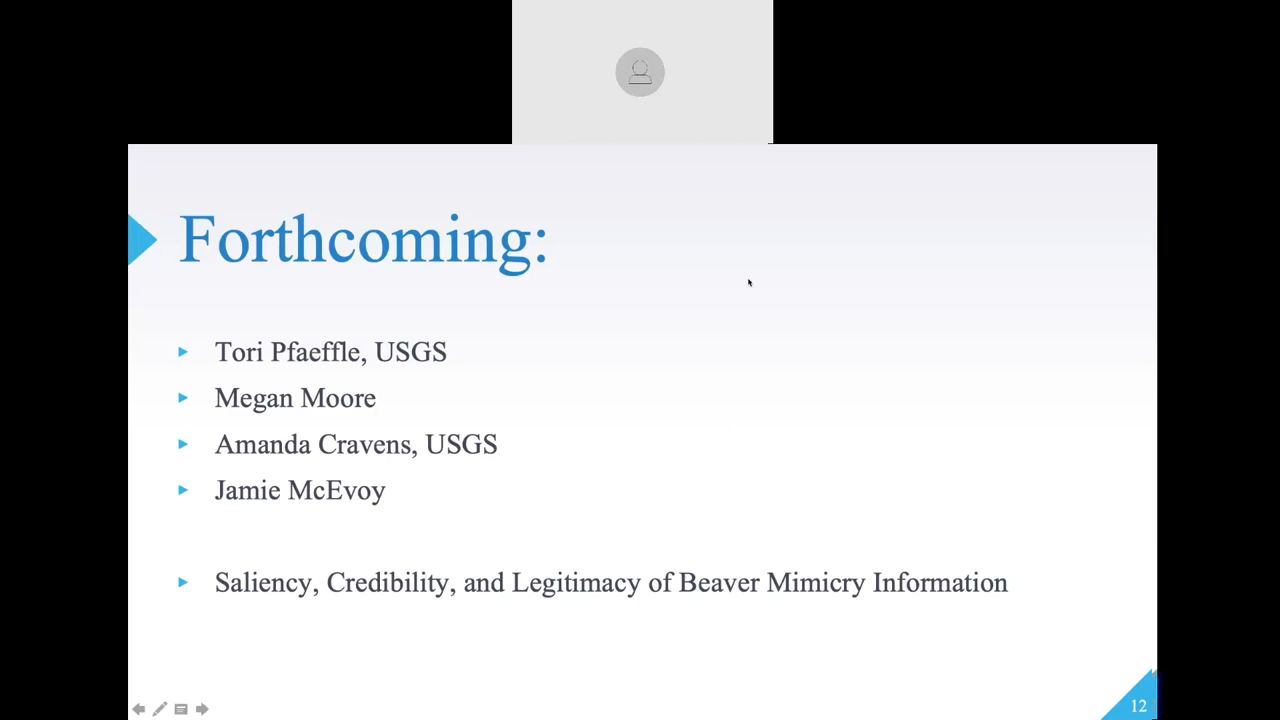 Forthcoming:
Tori Pfaeffle, USGS
Megan Moore
Amanda Cravens, USGS
Jamie McEvoy
Saliency, Credibility, and Legitimacy of Beaver Mimicry Information
12